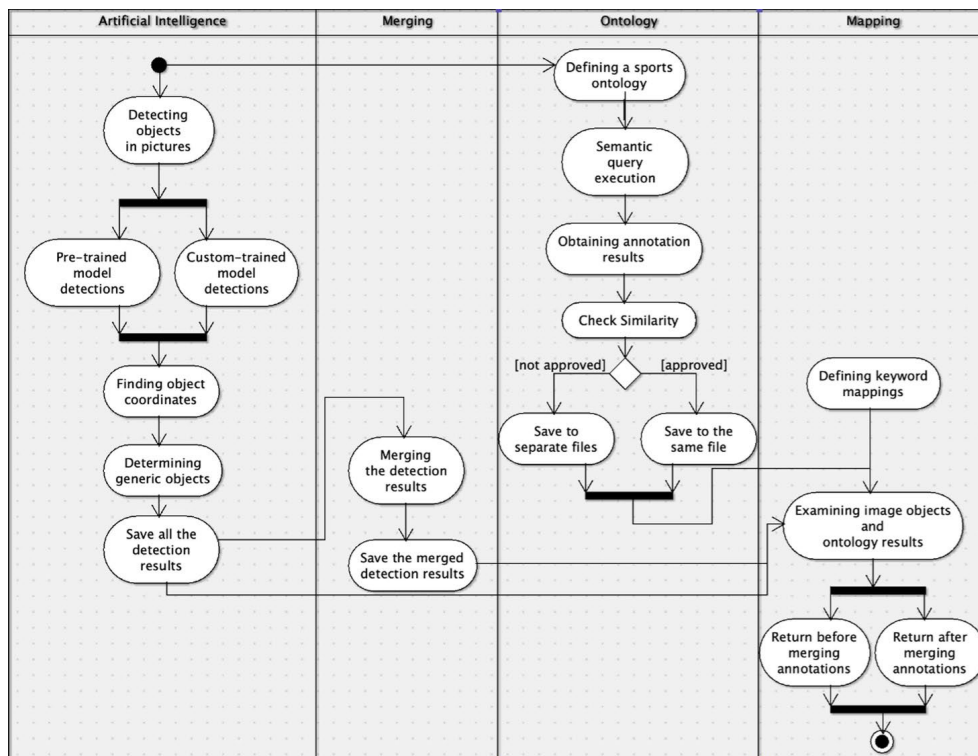 Artificial Intelligence
Merging
Ontology
Mapping
Detecting
objects
in pictures
Pre-trained
model
detections
Custom-trained
model
detections
Finding object
coordinates
Determining
generic objects
Save all the
detection
results
Merging
the detection
results
Save the merged
detection results
Defining a sports
ontology
Semantic
query
execution
Obtaining annotation
results
Check Similarity
[not approved]
[approved]
Save to
separate files
Save to the
same file
Defining keyword
mappings
Examining image objects
and
ontology results
Return before
merging
annotations
Return after
merging
annotations